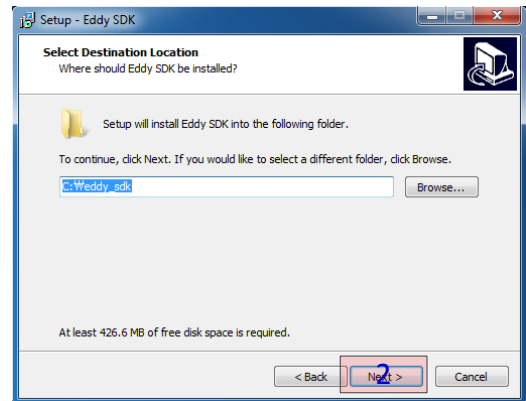 Setup - Eddy SDK
Select Destination Location
Where should Eddy SDK be installed?
Setup will install Eddy SDK into the following folder.
To continue, click Next. If you would like to select a different folder, click Browse.
C:₩eddy_sdk
Browse...
At least 426.6 MB of free disk space is required.
< Back
Next >
2
Cancel